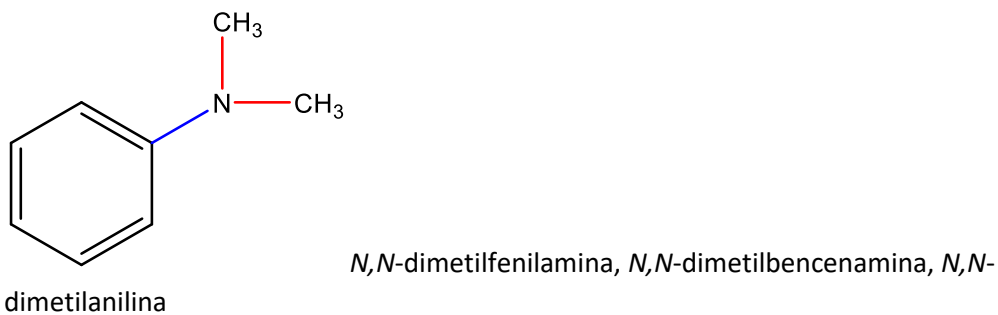 CH3
N
CH3
N,N-dimetilfenilamina, N,N-dimetilbencenamina, N,N-
dimetilanilina